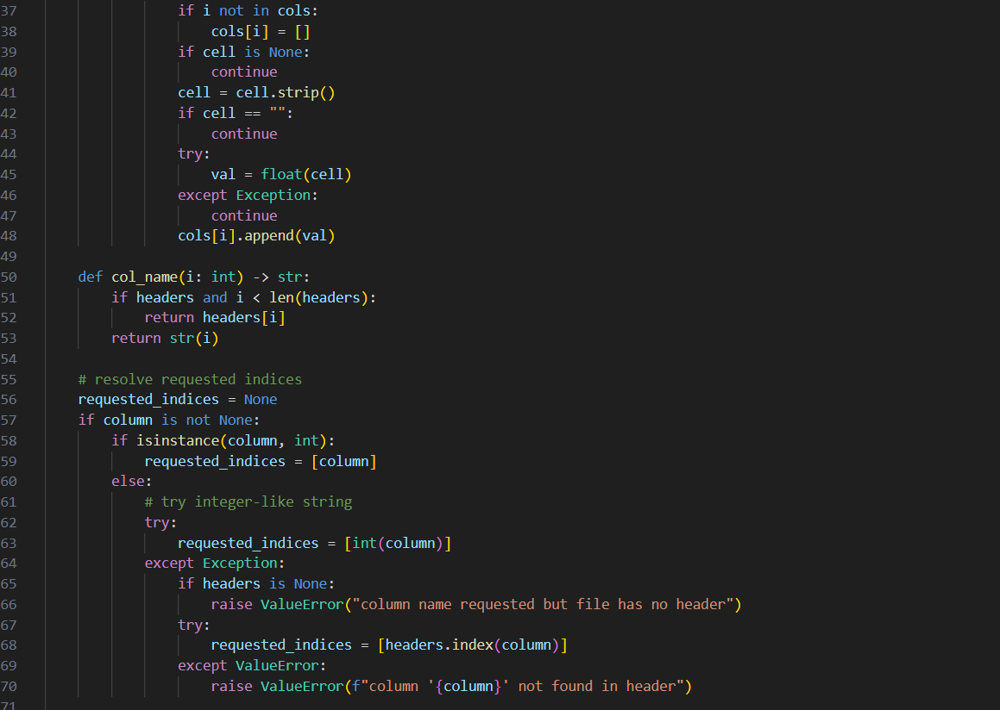 37                if i not in cols:
38                    cols[i] = []
39                if cell is None:
40                    continue
41                cell = cell.strip()
42                if cell == "":
43                    continue
44                try:
45                    val = float(cell)
46                except Exception:
47                    continue
48                cols[i].append(val)
49
50    def col_name(i: int) -> str:
51        if headers and i < len(headers):
52            return headers[i]
53        return str(i)
54
55    # resolve requested indices
56    requested_indices = None
57    if column is not None:
58        if isinstance(column, int):
59            requested_indices = [column]
60        else:
61            # try integer-like string
62            try:
63                requested_indices = [int(column)]
64            except Exception:
65                if headers is None:
66                    raise ValueError("column name requested but file has no header")
67                try:
68                    requested_indices = [headers.index(column)]
69                except ValueError:
70                    raise ValueError(f"column '{column}' not found in header")
71